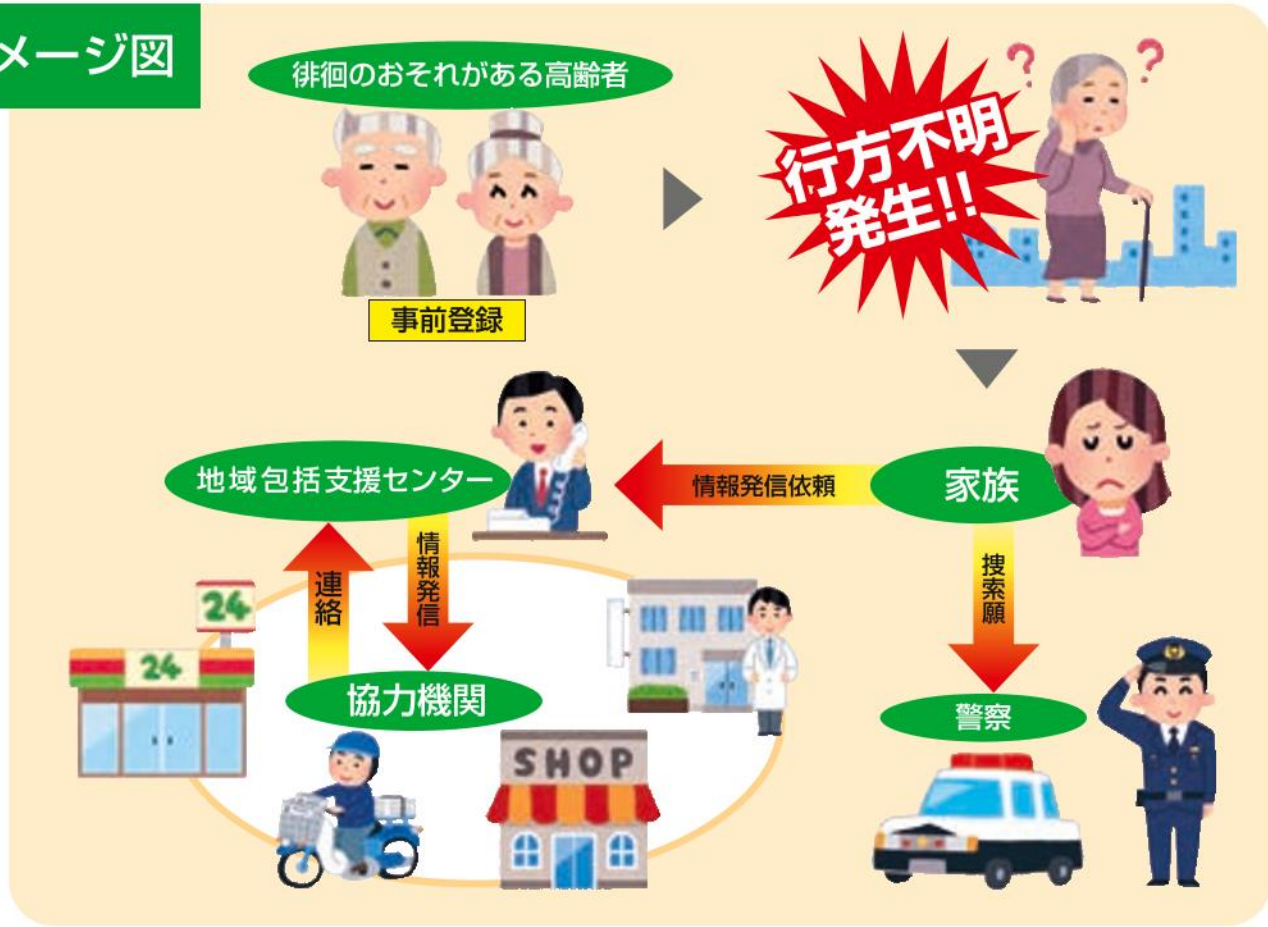 メージ図
徘徊のおそれがある高齢者
行方不明
発生!!
?
?
事前登録
地域包括支援センター
情報発信依頼
家族
連絡
情報発信
捜索願
24
24
協力機関
SHOP
警察